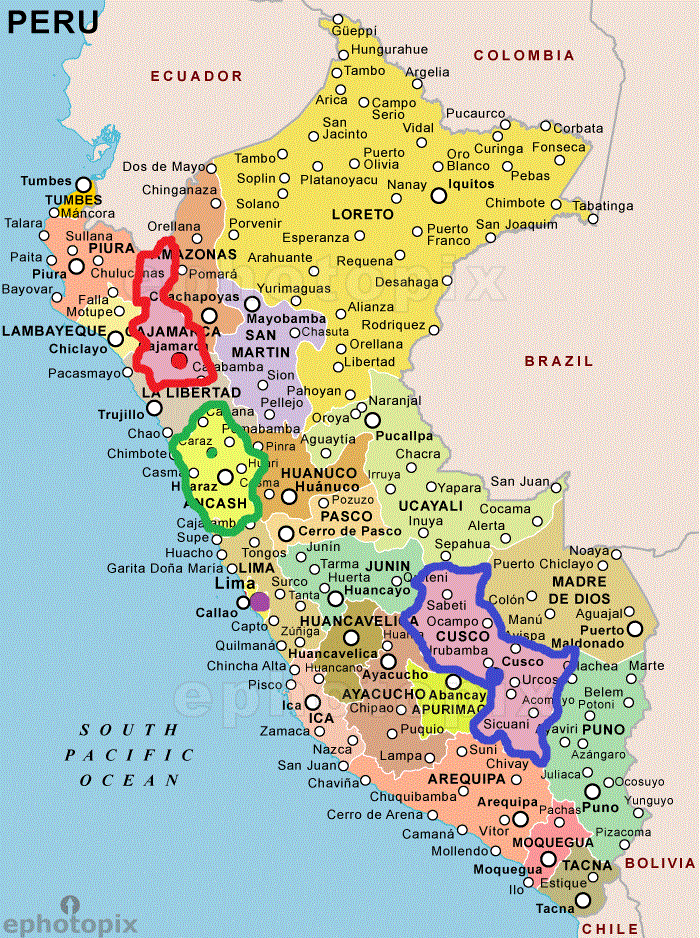 PERU
COLOMBIA
ECUADOR
Güeppi
Hungurahue
Tambo
Argelia
Arica
Campo
Serio
Pucaurco
San
Jacinto
Vidal
Corbata
Curinga
Fonseca
Dos de Mayo
Tambo
Puerto
Olivia
Oro
Blanco
Pebas
Tumbes
TUMBES
Chinganaza
Soplin
Platanoyacu
Nanay
Iquitos
Máncora
Solano
LORETO
Chimbote
Tabatinga
Talara
Sullana
PIURA
Orellana
Porvenir
Esperanza
Puerto
Franco
San Joaquim
Paita
Piura
Chulucanas
AMAZONAS
Pomará
Arahuante
Requena
Bayovar
Falla
Motupe
Chachapoyas
Yurimaguas
Desahaga
ephotopix
LAMBAYEQUE
Chiclayo
CAJAMARCA
Cajamarca
Mayobamba
SAN
MARTIN
Chasuta
Alianza
Rodriquez
Orellana
Libertad
BRAZIL
Pacasmayo
Sion
LA LIBERTAD
Pahoyan
Naranjal
Trujillo
Pellejo
Oroya
Pucallpa
Chao
Pomabamba
Pinra
Aguaytía
Chimbote
Caraz
Huari
Chacra
Casma
Huaraz
ANCASH
HUANUCO
Huánuco
Irruya
Yapara
San Juan
PASCO
Pozuzo
UCAYALI
Cocama
Supe
Cerro de Pasco
Inuya
Alerta
Huacho
Tongos
Junín
Sepahua
Noaya
Garita Doña Maria
LIMA
Tarma
JUNIN
Puerto Chiclayo
MADRE
DE DIOS
Lima
Surco
Huerta
Huancayo
Sabeti
Colón
Callao
Tanta
Ocampo
Manú
Aguajal
Capto
HUANCAVELICA
CUSCO
Puerto
Maldonado
Quilmaná
Zúñiga
Huancavelica
Irubamba
Cusco
Chincha Alta
Huancano
Ayacucho
Urcos
Marte
Pisco
AYACUCHO
Abancay
APURIMAC
Belem
Potoni
Ica
ICA
Chipao
Sicuani
PUNO
ephotopix
SOUTH
PACIFIC
OCEAN
Zamaca
Nazca
Puquio
Suni
Azángaro
San Juan
Lampa
Chivay
Juliaca
Ocosuyo
Chaviña
AREQUIPA
Chuquibamba
Puno
Yunguyo
Cerro de Arena
Arequipa
Pachas
Camaná
Vitor
Pizacoma
Mollendo
MOQUEGUA
BOLIVIA
Moquegua
TACNA
Ilo
Estique
Tacna
CHILE
ephotopix